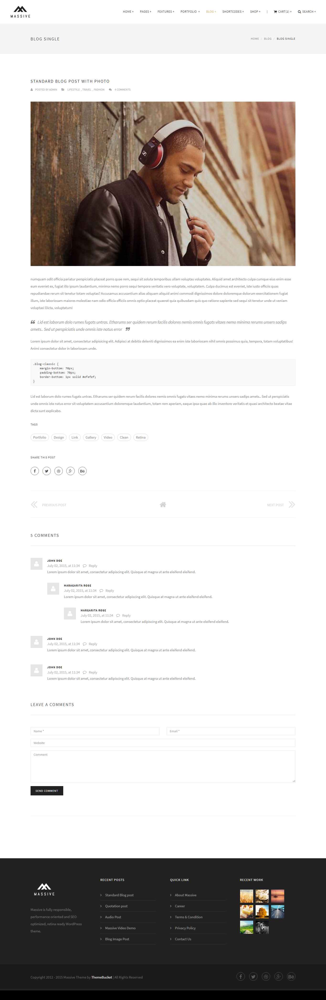 MASSIVE
HOME + PAGES + FEATURES + PORTFOLIO + BLOG + SHORTCODES + SHOP + | CART(2) + SEARCH +
BLOG SINGLE
HOME / BLOG / BLOG SINGLE
STANDARD BLOG POST WITH PHOTO
POSTED BY ADMIN LIFESTYLE , TRAVEL , FASHION 4 COMMENTS
numquam odit officia pariatur perspiciatis placeat porro quae rem, sequi sit soluta temporibus ullam voluptas voluptates. Aliquid amet architecto culpa cumque eius enim esse
eum eveniet ex, fugiat illo ipsum laudantium, minima nemo porro sequi tempora veritatis vero voluptate, voluptatem. Culpa ducimus est eveniet, iste iusto officiis quas
repudiandae rerum sit tenetur totam voluptas? Accusamus accusantium alias aliquam aliquid animi commodi dignissimos dolore doloremque dolorum exercitationem fugiat
illum, iste laboriosam maiores molestiae nam odio officia officiis omnis optio placeat quaerat quia quibusdam quis quo ratione sapiente sed sequi sit tenetur unde ut veniam
voluptas! Dicta, voluptatum!
Lid est laborum dolo rumes fugats untras. Etharums ser quidem rerum facilis dolores nemis omnis fugats vitaes nemo minima rerums unsers sadips
amets.. Sed ut perspiciatis unde omnis iste natus error
Lorem ipsum dolor sit amet, consectetur adipisicing elit. Adipisci at debitis deleniti dignissimos ea enim iste laboriosam nihil omnis possimus quia, tempora, totam voluptatibus!
Animi consectetur dolor in laboriosam unde.
.blog-classic {
margin-bottom: 70px;
padding-bottom: 70px;
border-bottom: 1px solid #efefef;
}
Lid est laborum dolo rumes fugats untras. Etharums ser quidem rerum facilis dolores nemis omnis fugats vitaes nemo minima rerums unsers sadips amets.. Sed ut perspiciatis
unde omnis iste natus error sit voluptatem accusantium doloremque laudantium, totam rem aperiam, eaque ipsa quae ab illo inventore veritatis et quasi architecto beatae vitae
dicta sunt explicabo.
TAGS
Portfolio Design Link Gallery Video Clean Retina
SHARE THIS POST
PREVIOUS POST NEXT POST
5 COMMENTS
JOHN DOE
July 02, 2015, at 11:34 Reply
Lorem ipsum dolor sit amet, consectetur adipiscing elit. Quisque at magna ut ante eleifend eleifend.
MARAGARITA ROSE
July 02, 2015, at 11:34 Reply
Lorem ipsum dolor sit amet, consectetur adipiscing elit. Quisque at magna ut ante eleifend eleifend.
MARGARITA ROSE
July 02, 2015, at 11:34 Reply
Lorem ipsum dolor sit amet, consectetur adipiscing elit. Quisque at magna ut ante eleifend eleifend.
JOHN DOE
July 02, 2015, at 11:34 Reply
Lorem ipsum dolor sit amet, consectetur adipiscing elit. Quisque at magna ut ante eleifend eleifend.
JOHN DOE
July 02, 2015, at 11:34 Reply
Lorem ipsum dolor sit amet, consectetur adipiscing elit. Quisque at magna ut ante eleifend eleifend.
LEAVE A COMMENTS
Name * Email *
Website
Comment
SEND COMMENT
MASSIVE
Massive is fully responsible,
performance oriented and SEO
optimized, retina ready WordPress
theme.
RECENT POSTS
Standard Blog post
Quotation post
Audio Post
Massive Video Demo
Blog Image Post
QUICK LINK
About Massive
Career
Terms & Condition
Privacy Policy
Contact Us
RECENT WORK
Copyright 2012 - 2015 Massive Theme by ThemeBucket | All Rights Reserved